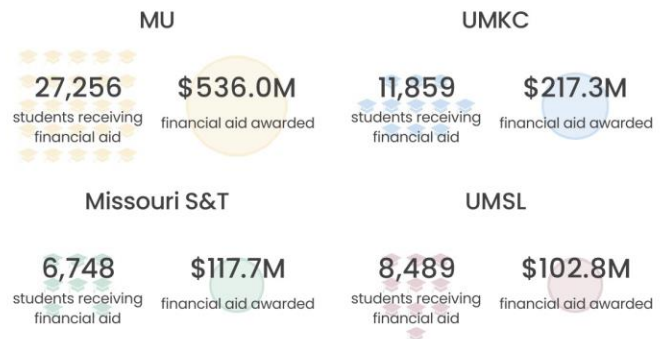 MU
27,256
students receiving
financial aid
$536.0M
financial aid awarded
UMKC
11,859
students receiving
financial aid
$217.3M
financial aid awarded
Missouri S&T
6,748
students receiving
financial aid
$117.7M
financial aid awarded
UMSL
8,489
students receiving
financial aid
$102.8M
financial aid awarded